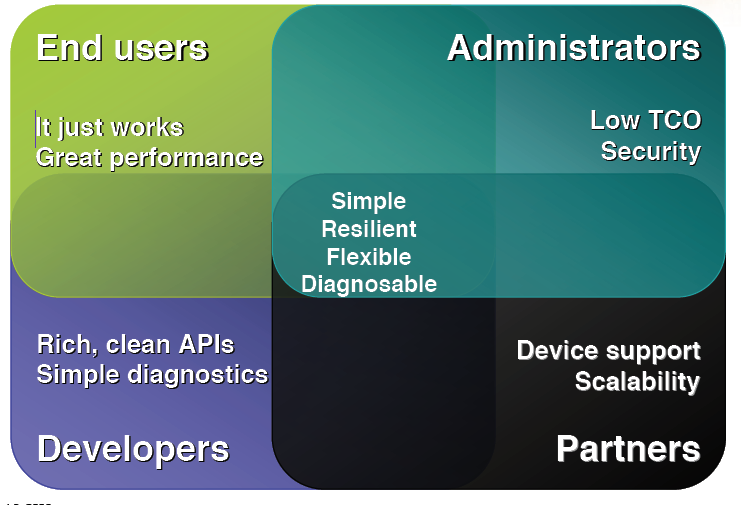 End users
Administrators
It just works
Great performance
Low TCO
Security
Simple
Resilient
Flexible
Diagnosable
Rich, clean APIs
Simple diagnostics
Device support
Scalability
Developers
Partners